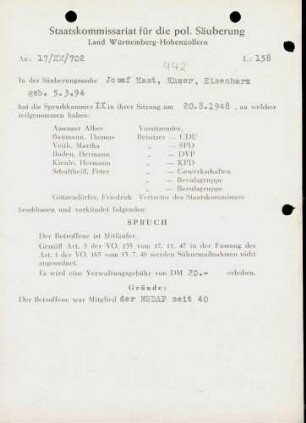 Staatskommissariat für die pol. Säuberung
Land Württemberg-Hohenzollern
Az.: 17/XX/702
L: 158
442
In der Säuberungssache Josef Mast, Käser, Eisenharz
geb. 5.3.94
hat die Spruchkammer XX in ihrer Sitzung am 20.8.1948, an welcher
teilgenommen haben:
Assessor Alber Vorsitzender,
Baumann, Thomas Beisitzer — CDU
Veith, Martha „ — SPD
Boden, Hermann „ — DVP
Kienle, Hermann „ — KPD
Schultheiß, Peter „ — Gewerkschaften
„ — Berufsgruppe
„ — Berufsgruppe
Götzendörfer, Friedrich Vertreter des Staatskommissars
beschlossen und verkündet folgenden
SPRUCH
Der Betroffene ist Mitläufer.
Gemäß Art. 5 der VO. 133 vom 17. 11. 47 in der Fassung des
Art. 1 der VO. 165 vom 13. 7. 48 werden Sühnemaßnahmen nicht
angeordnet.
Es wird eine Verwaltungsgebühr von DM 20.- erhoben.
Gründe:
Der Betroffene war Mitglied der NSDAP seit 40